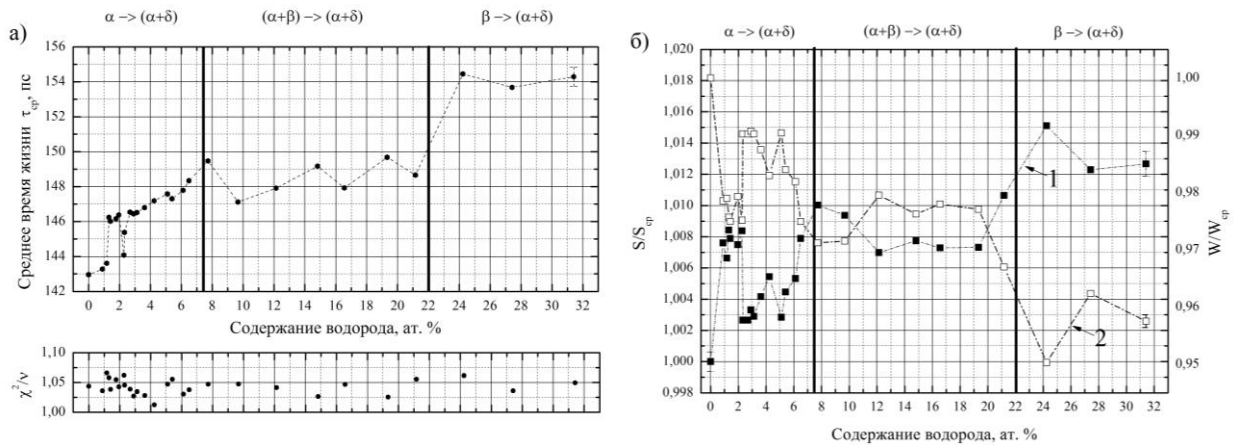 а)
α –> (α+δ)
(α+β) –> (α+δ)
β –> (α+δ)
Среднее время жизни τср, пс
156
154
152
150
148
146
144
142
0 2 4 6 8 10 12 14 16 18 20 22 24 26 28 30 32
Содержание водорода, ат. %
χ²/ν
1,10
1,05
1,00
б)
α –> (α+δ)
(α+β) –> (α+δ)
β –> (α+δ)
S/Sср
1,020
1,018
1,016
1,014
1,012
1,010
1,008
1,006
1,004
1,002
1,000
0,998
1
2
W/Wср
1,00
0,99
0,98
0,97
0,96
0,95
0 2 4 6 8 10 12 14 16 18 20 22 24 26 28 30 32
Содержание водорода, ат. %